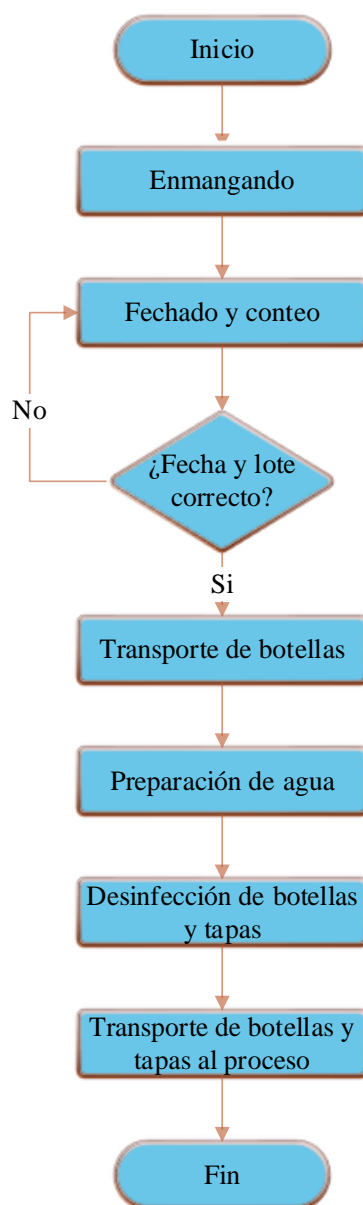 Inicio
Enmangando
Fechado y conteo
No
¿Fecha y lote
correcto?
Si
Transporte de botellas
Preparación de agua
Desinfección de botellas
y tapas
Transporte de botellas y
tapas al proceso
Fin